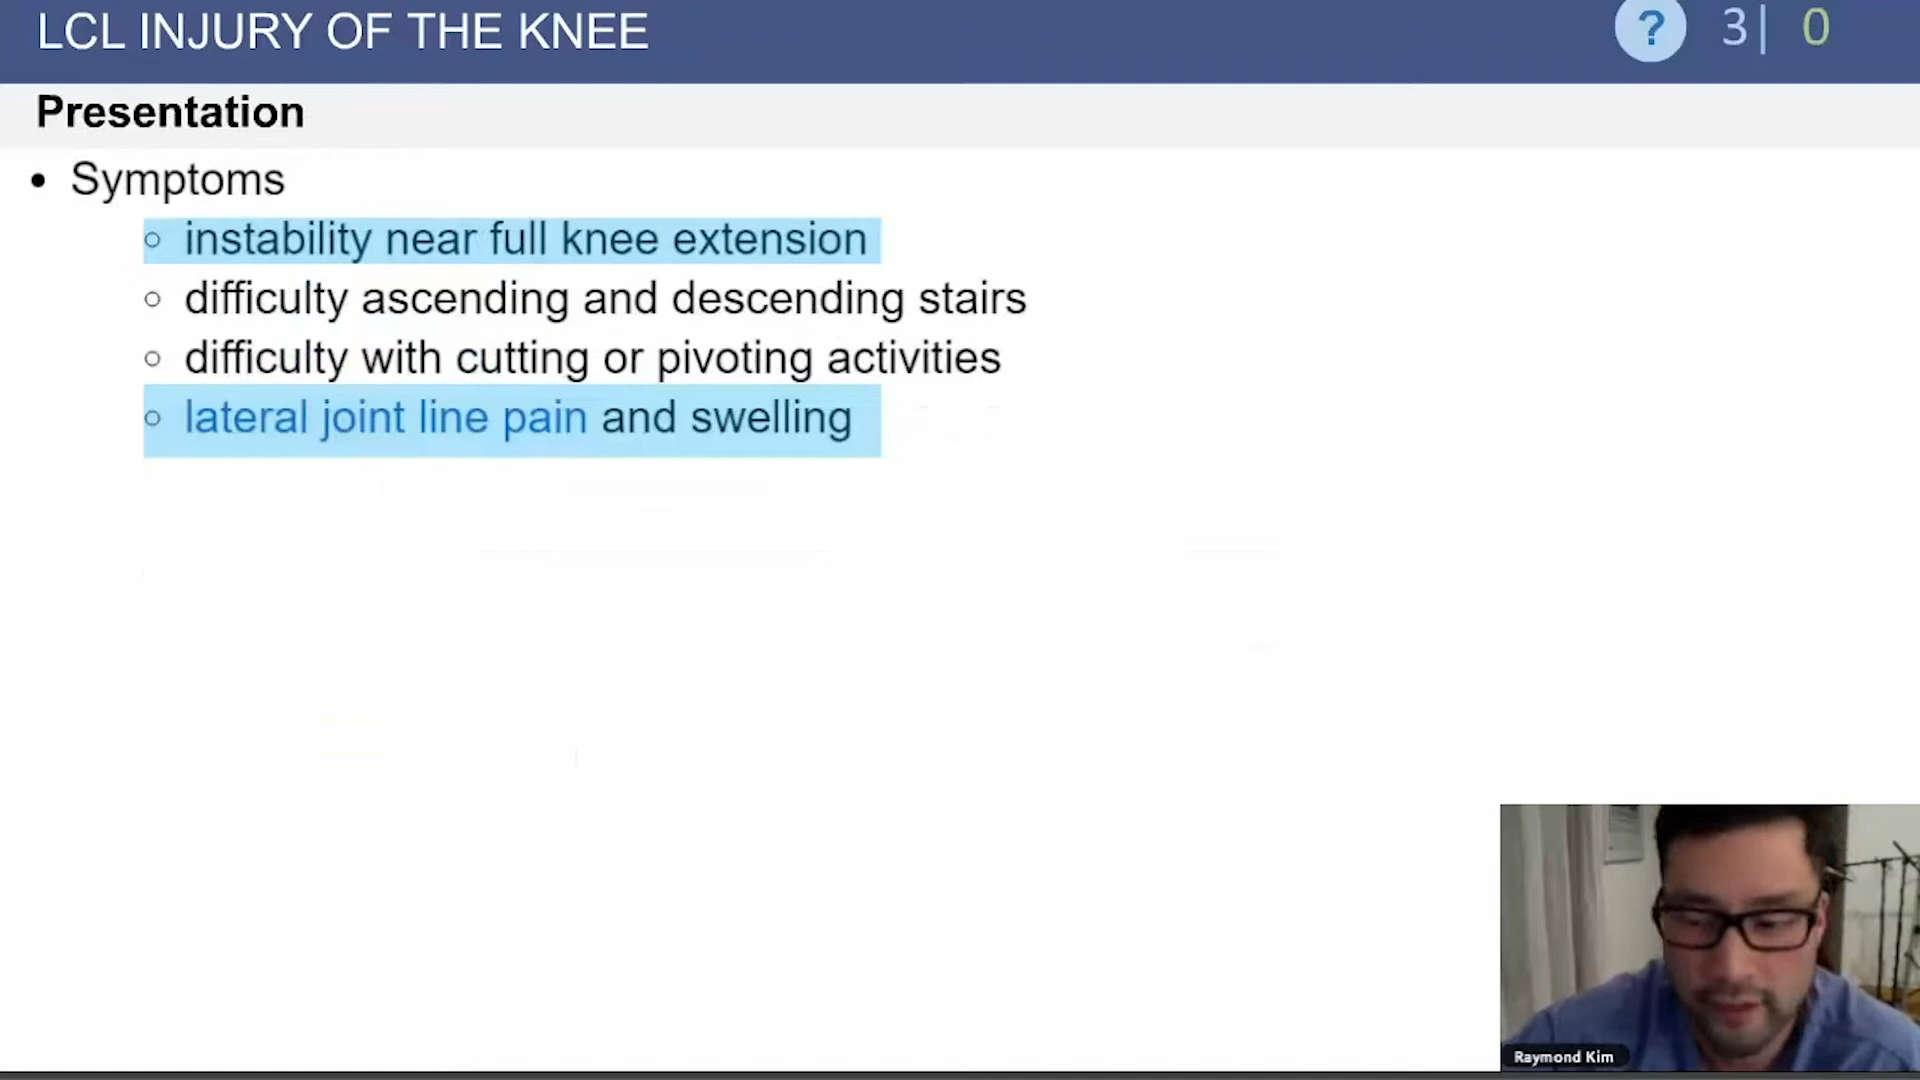 LCL INJURY OF THE KNEE
? 3| 0
Presentation
• Symptoms
○ instability near full knee extension
○ difficulty ascending and descending stairs
○ difficulty with cutting or pivoting activities
○ lateral joint line pain and swelling
Raymond Kim